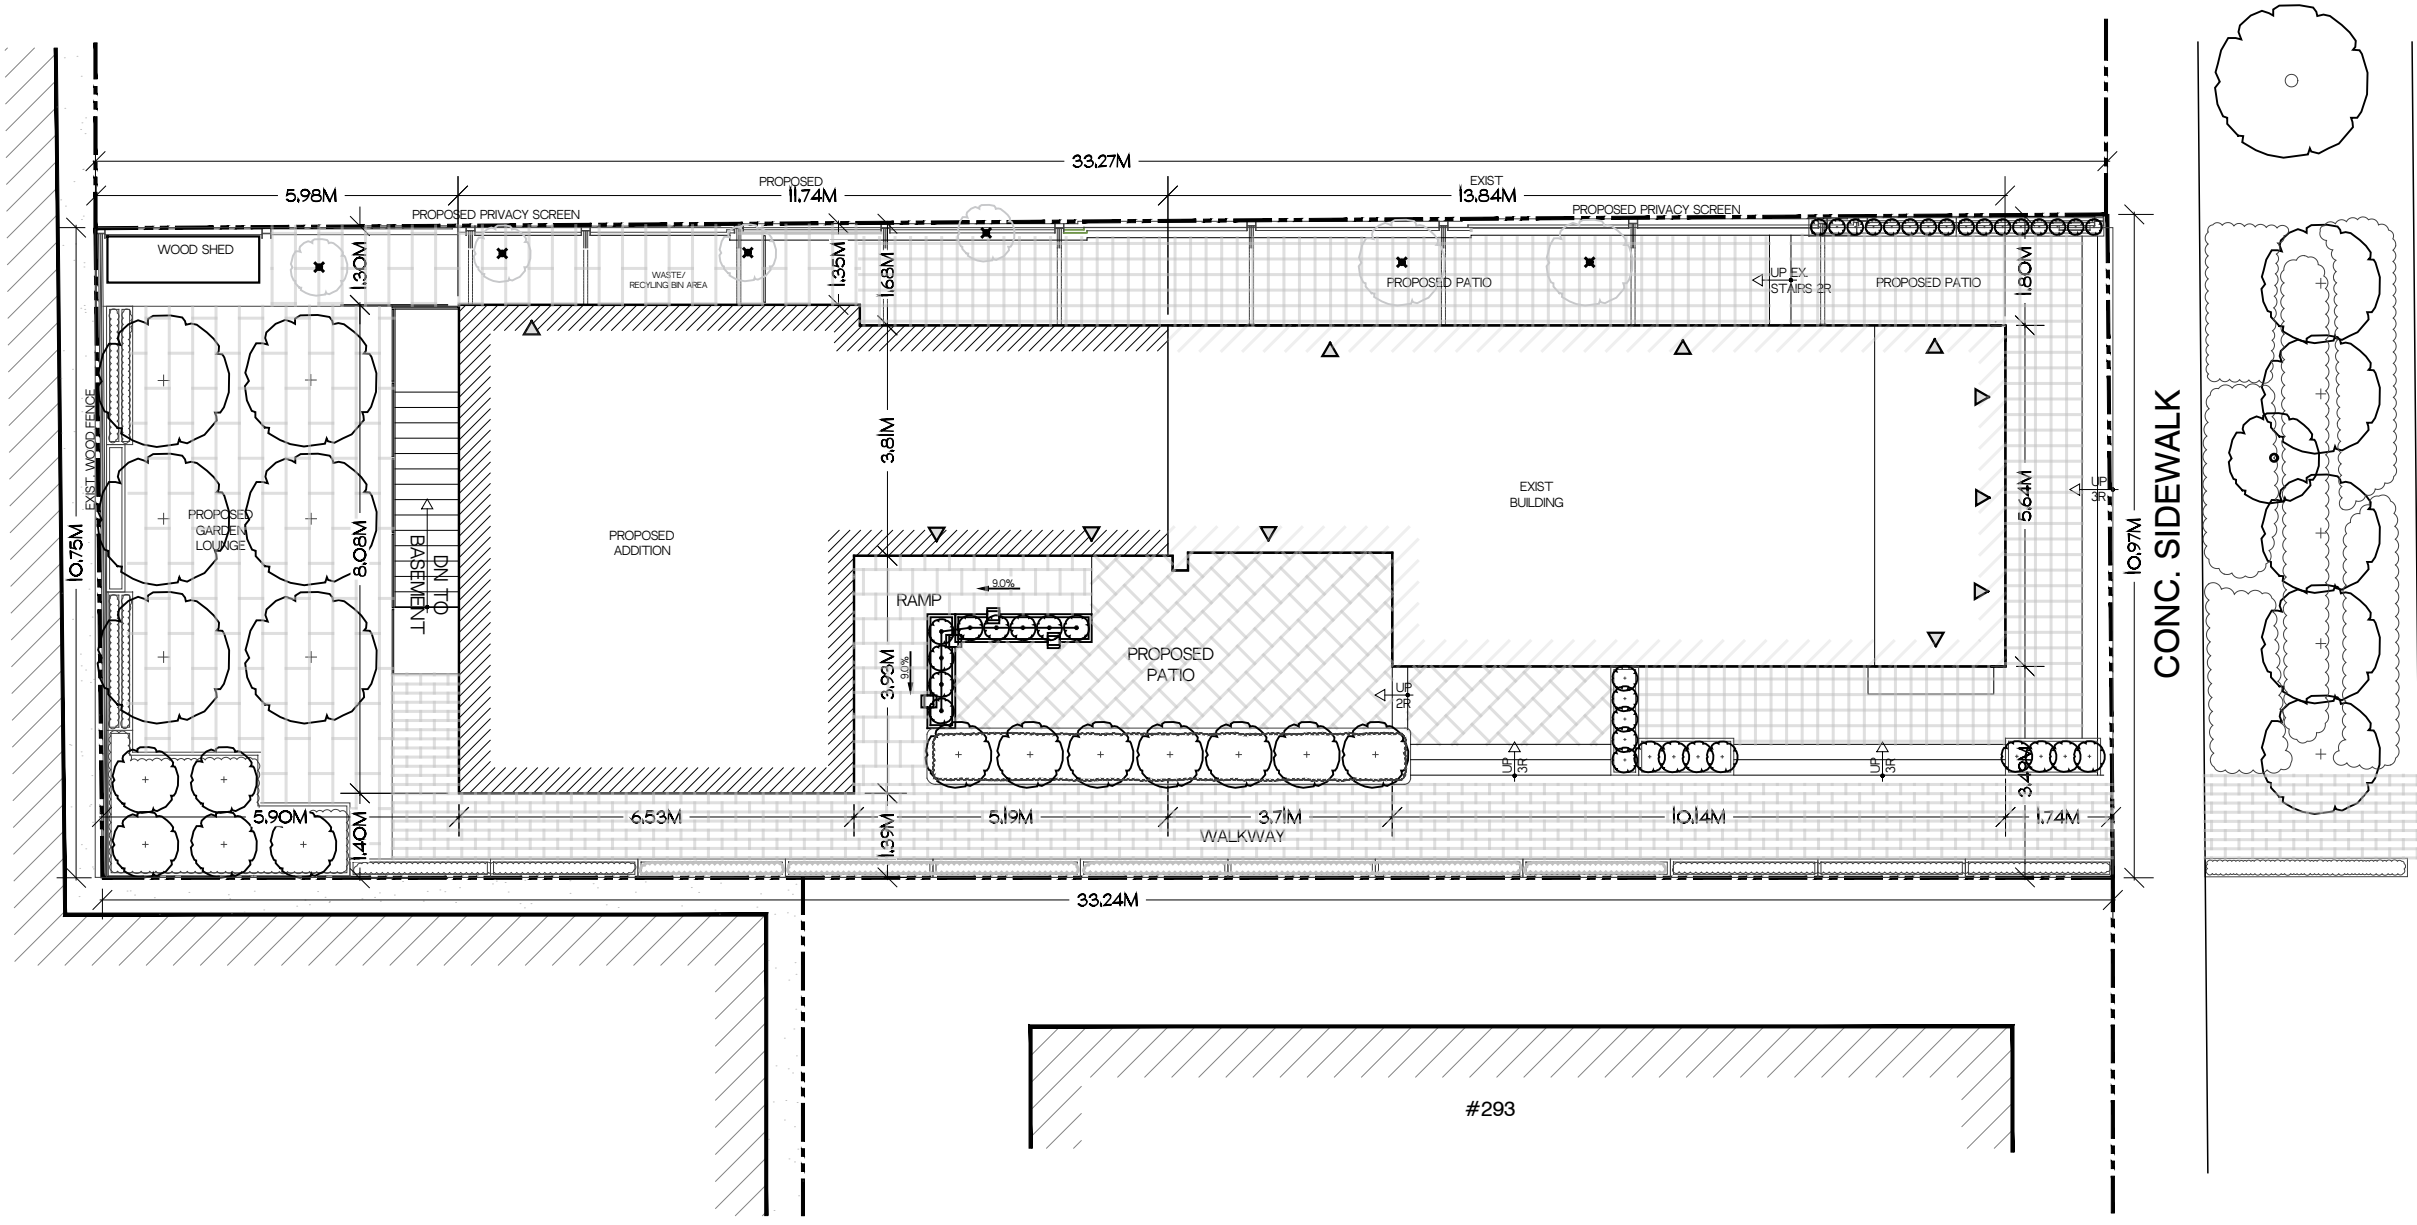 33.27M
PROPOSED
EXIST
5.98M
11.74M
13.84M
PROPOSED PRIVACY SCREEN
PROPOSED PRIVACY SCREEN
WOOD SHED
1.30M
1.35M
1.68M
1.80M
WASTE/
RECYLING BIN AREA
PROPOSED PATIO
UP EX.
STAIRS 2R
PROPOSED PATIO
EXIST. WOOD FENCE
3.81M
CONC. SIDEWALK
UP
3R
5.64M
EXIST
BUILDING
PROPOSED
GARDEN
LOUNGE
10.75M
8.08M
DN TO
BASEMENT
PROPOSED
ADDITION
10.97M
9.0%
RAMP
9.0%
3.93M
PROPOSED
PATIO
UP
2R
UP
3R
UP
3R
5.90M
1.40M
6.53M
1.39M
5.19M
3.71M
10.14M
1.74M
WALKWAY
33.24M
#293